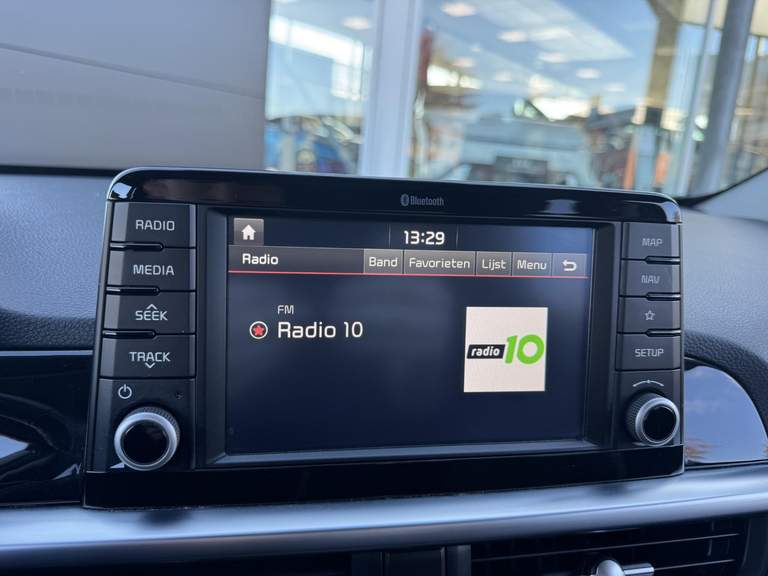 Bluetooth
RADIO
MEDIA
SEEK
TRACK
13:29
Radio Band Favorieten Lijst Menu
FM
Radio 10
radio 10
MAP
NAV
SETUP